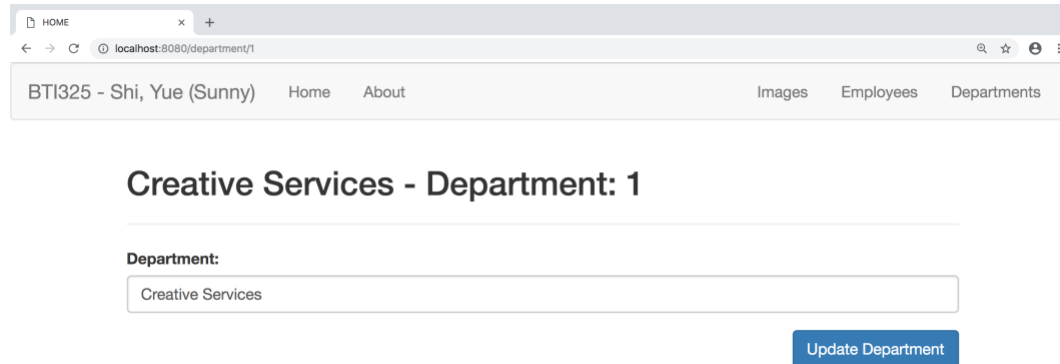 HOME
localhost:8080/department/1
BTI325 - Shi, Yue (Sunny) Home About Images Employees Departments
Creative Services - Department: 1
Department:
Creative Services
Update Department